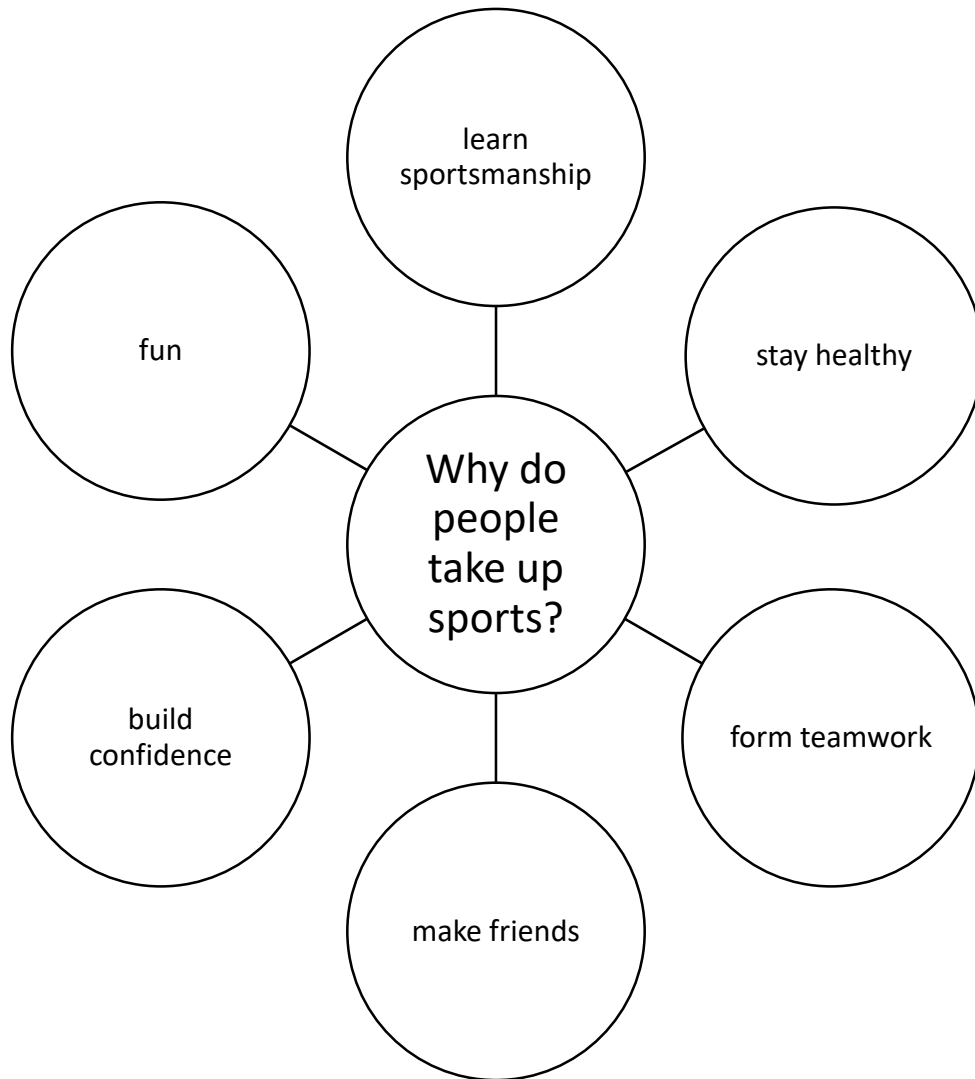 learn
sportsmanship
fun
stay healthy
Why do
people
take up
sports?
build
confidence
form teamwork
make friends